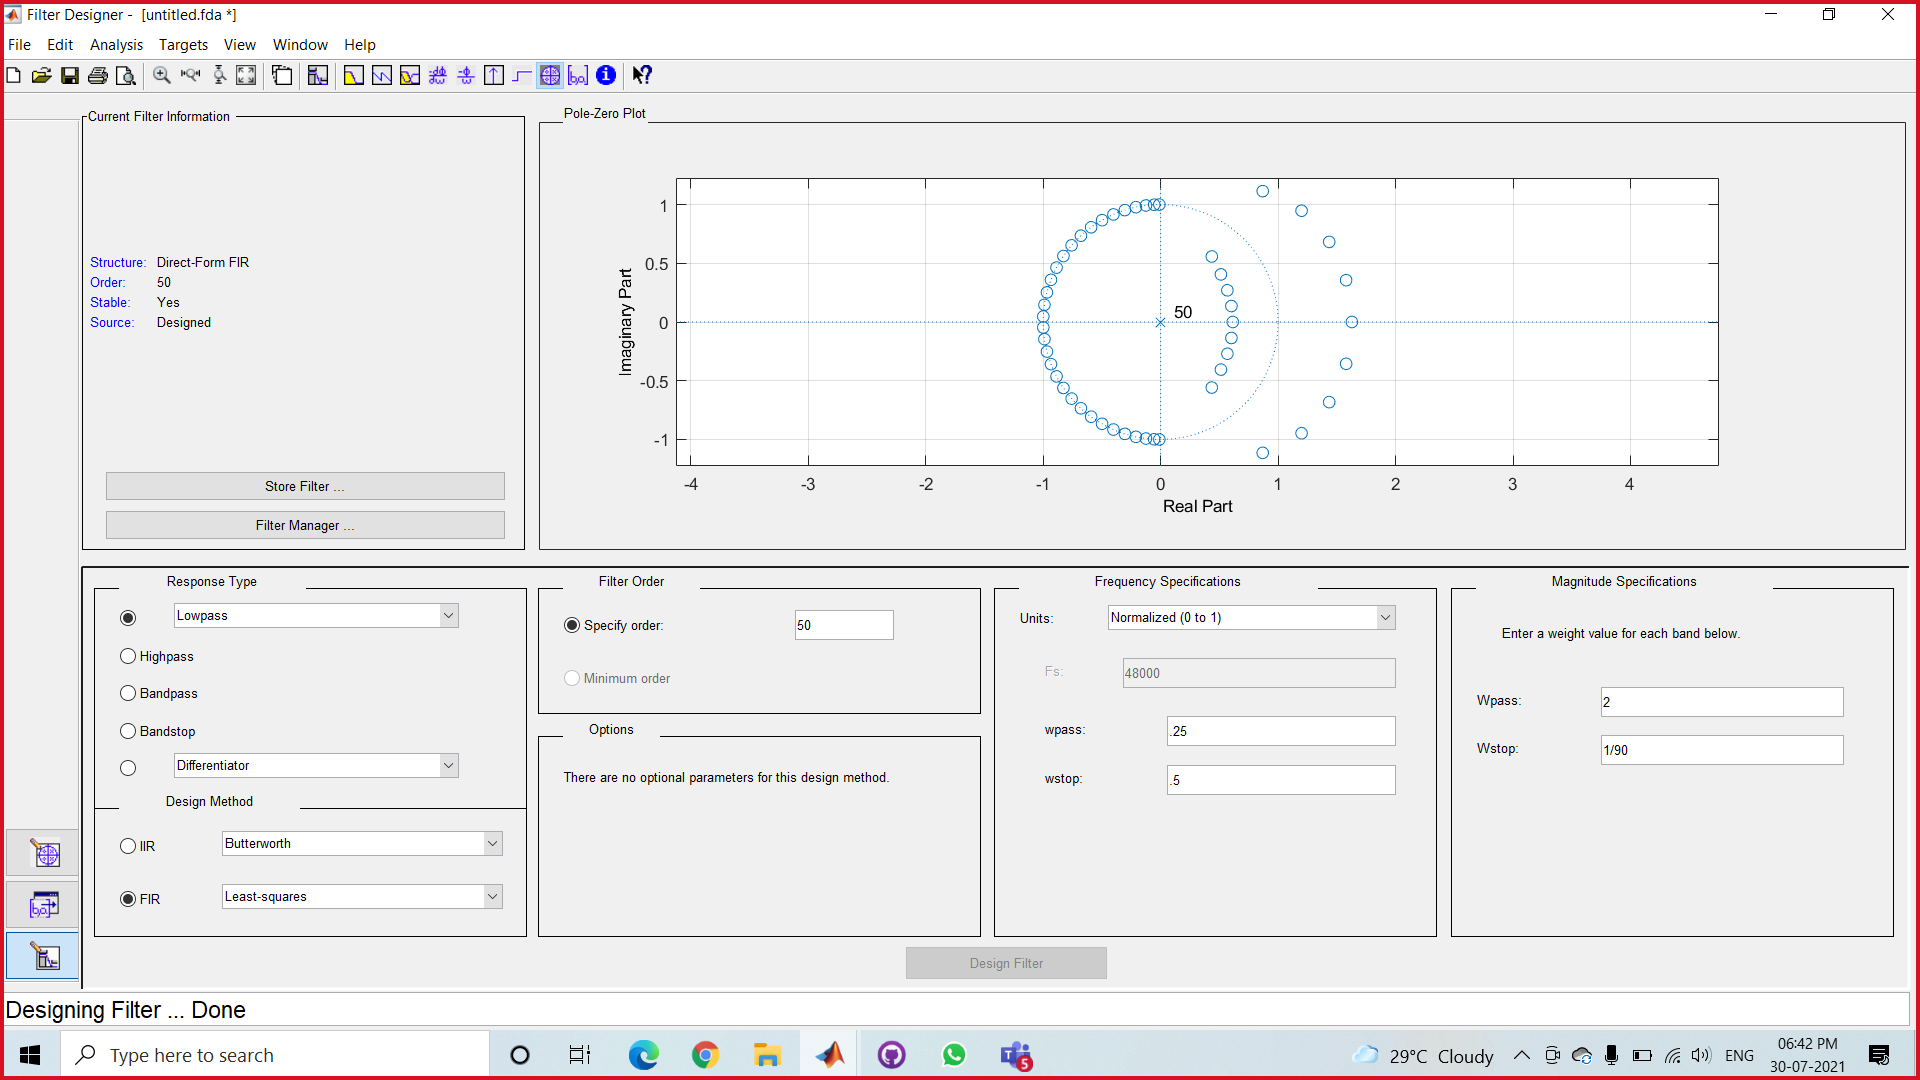 Filter Designer - [untitled.fda *]
File Edit Analysis Targets View Window Help
Current Filter Information
Structure: Direct-Form FIR
Order: 50
Stable: Yes
Source: Designed
Store Filter ...
Filter Manager ...
Pole-Zero Plot
1
0.5
0
-0.5
-1
Imaginary Part
50
-4 -3 -2 -1 0 1 2 3 4
Real Part
Response Type
Lowpass
Highpass
Bandpass
Bandstop
Differentiator
Design Method
IIR Butterworth
FIR Least-squares
Filter Order
Specify order: 50
Minimum order
Options
There are no optional parameters for this design method.
Frequency Specifications
Units: Normalized (0 to 1)
Fs: 48000
wpass: .25
wstop: .5
Magnitude Specifications
Enter a weight value for each band below.
Wpass: 2
Wstop: 1/90
Design Filter
Designing Filter ... Done
Type here to search
5
29°C Cloudy
ENG
06:42 PM
30-07-2021